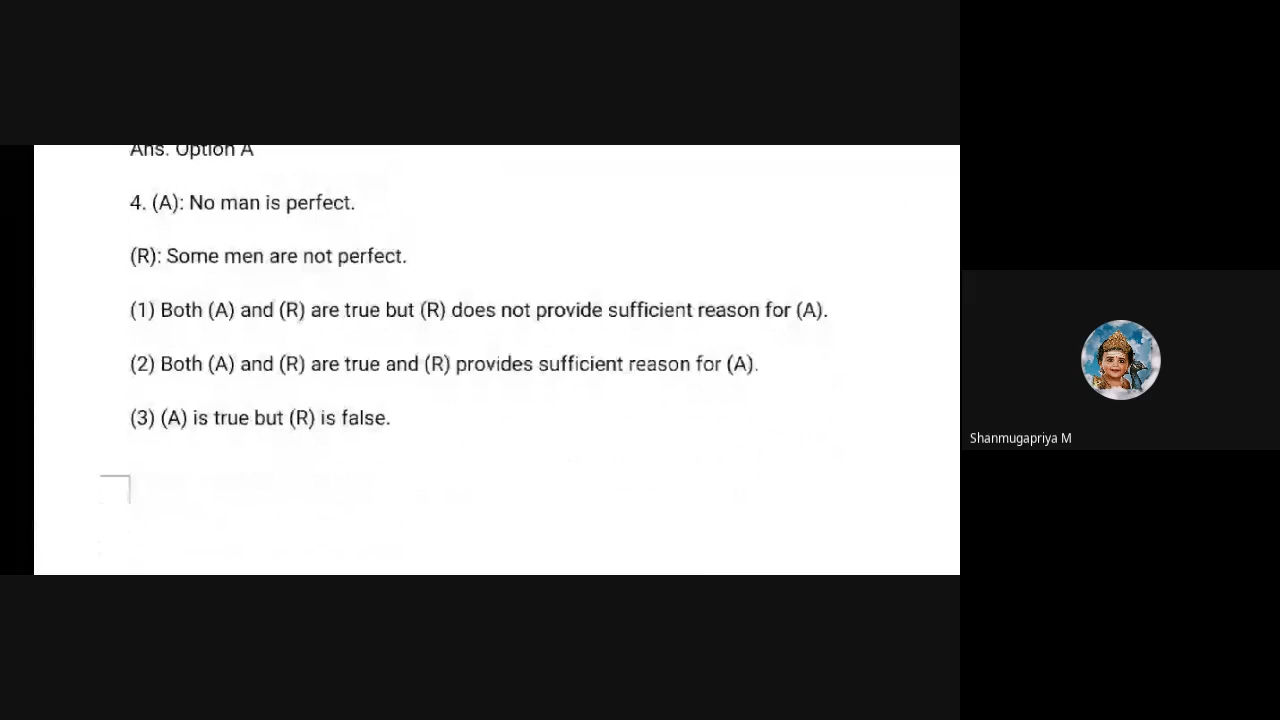 Ans. Option A
4. (A): No man is perfect.
(R): Some men are not perfect.
(1) Both (A) and (R) are true but (R) does not provide sufficient reason for (A).
(2) Both (A) and (R) are true and (R) provides sufficient reason for (A).
(3) (A) is true but (R) is false.
Shanmugapriya M